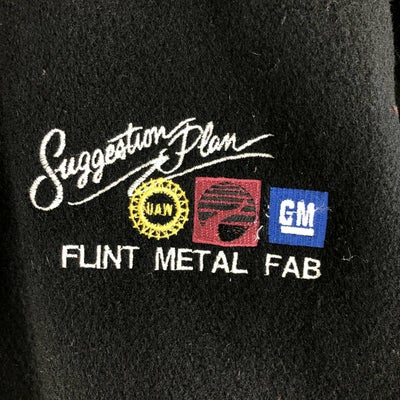 Suggestion Plan
UAW GM
FLINT METAL FAB